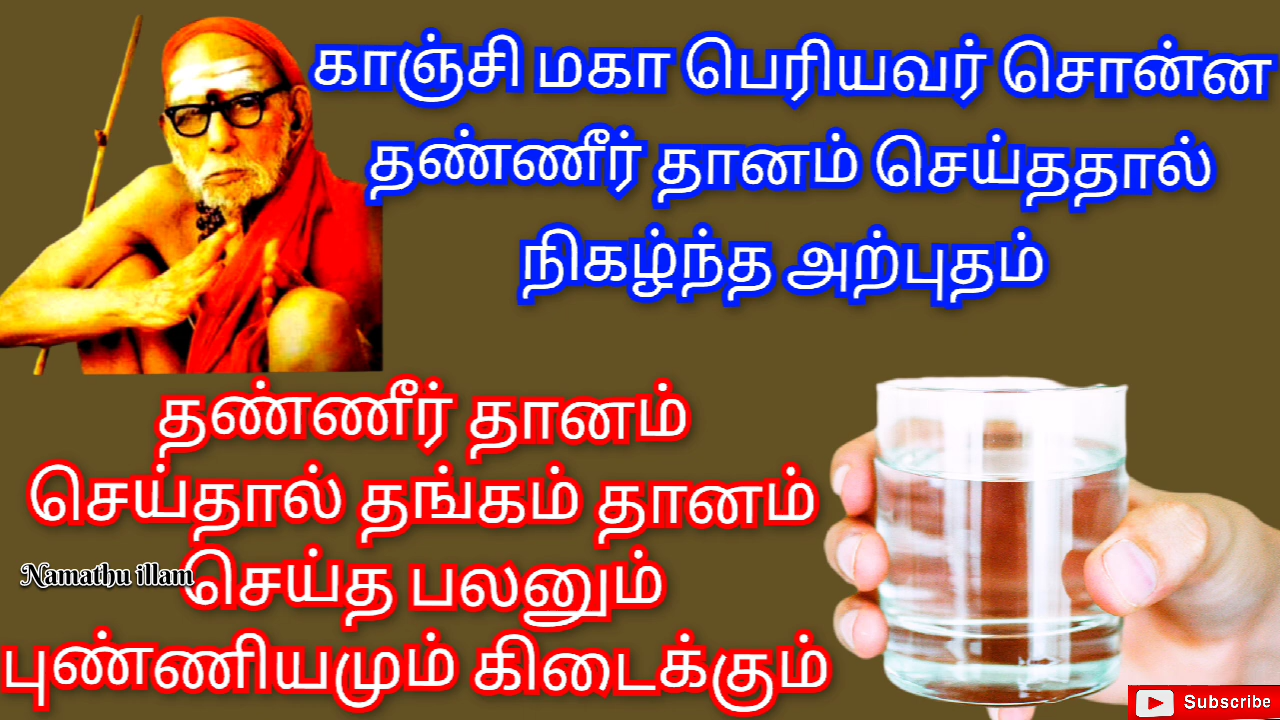 காஞ்சி மகா பெரியவர் சொன்ன
தண்ணீர் தானம் செய்ததால்
நிகழ்ந்த அற்புதம்
தண்ணீர் தானம்
செய்தால் தங்கம் தானம்
செய்த பலனும்
புண்ணியமும் கிடைக்கும்
Namathu illam
Subscribe